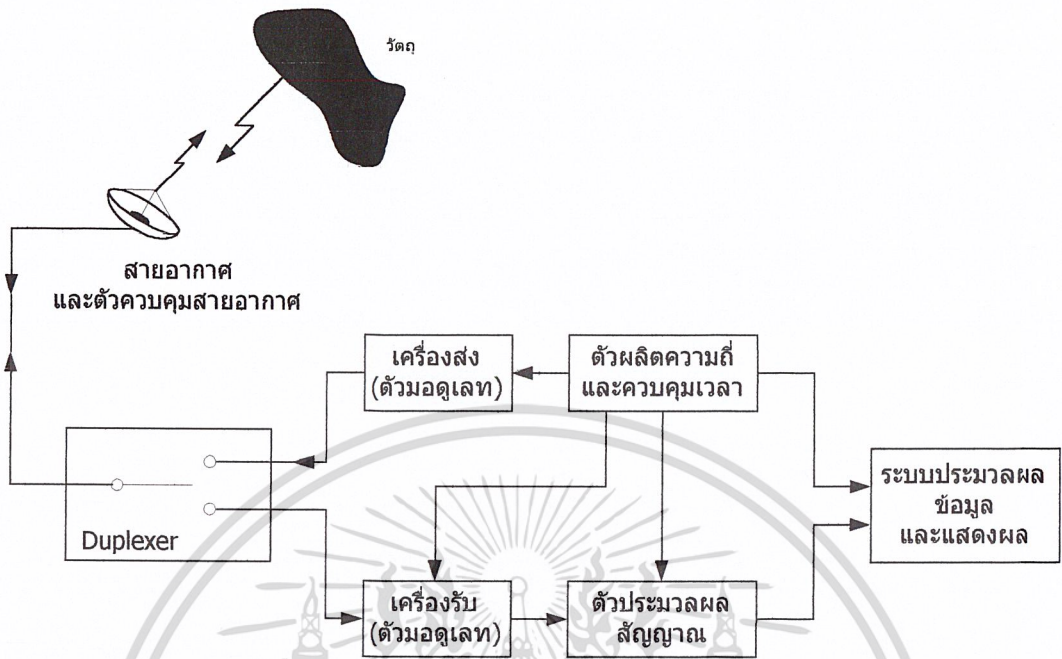 วัตถุ
สายอากาศ
และตัวควบคุมสายอากาศ
เครื่องส่ง
(ตัวมอดูเลท)
ตัวผลิตความถี่
และควบคุมเวลา
ระบบประมวลผล
ข้อมูล
และแสดงผล
Duplexer
เครื่องรับ
(ตัวมอดูเลท)
ตัวประมวลผล
สัญญาณ